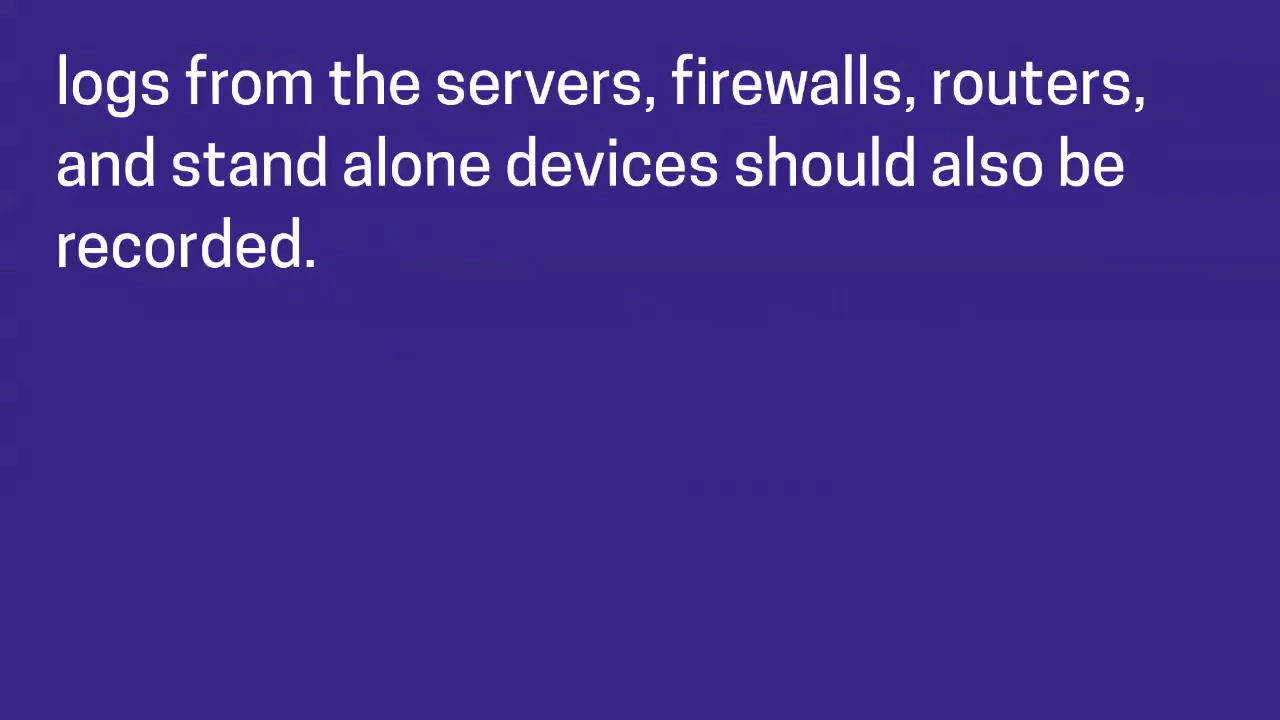 logs from the servers, firewalls, routers,
and stand alone devices should also be
recorded.